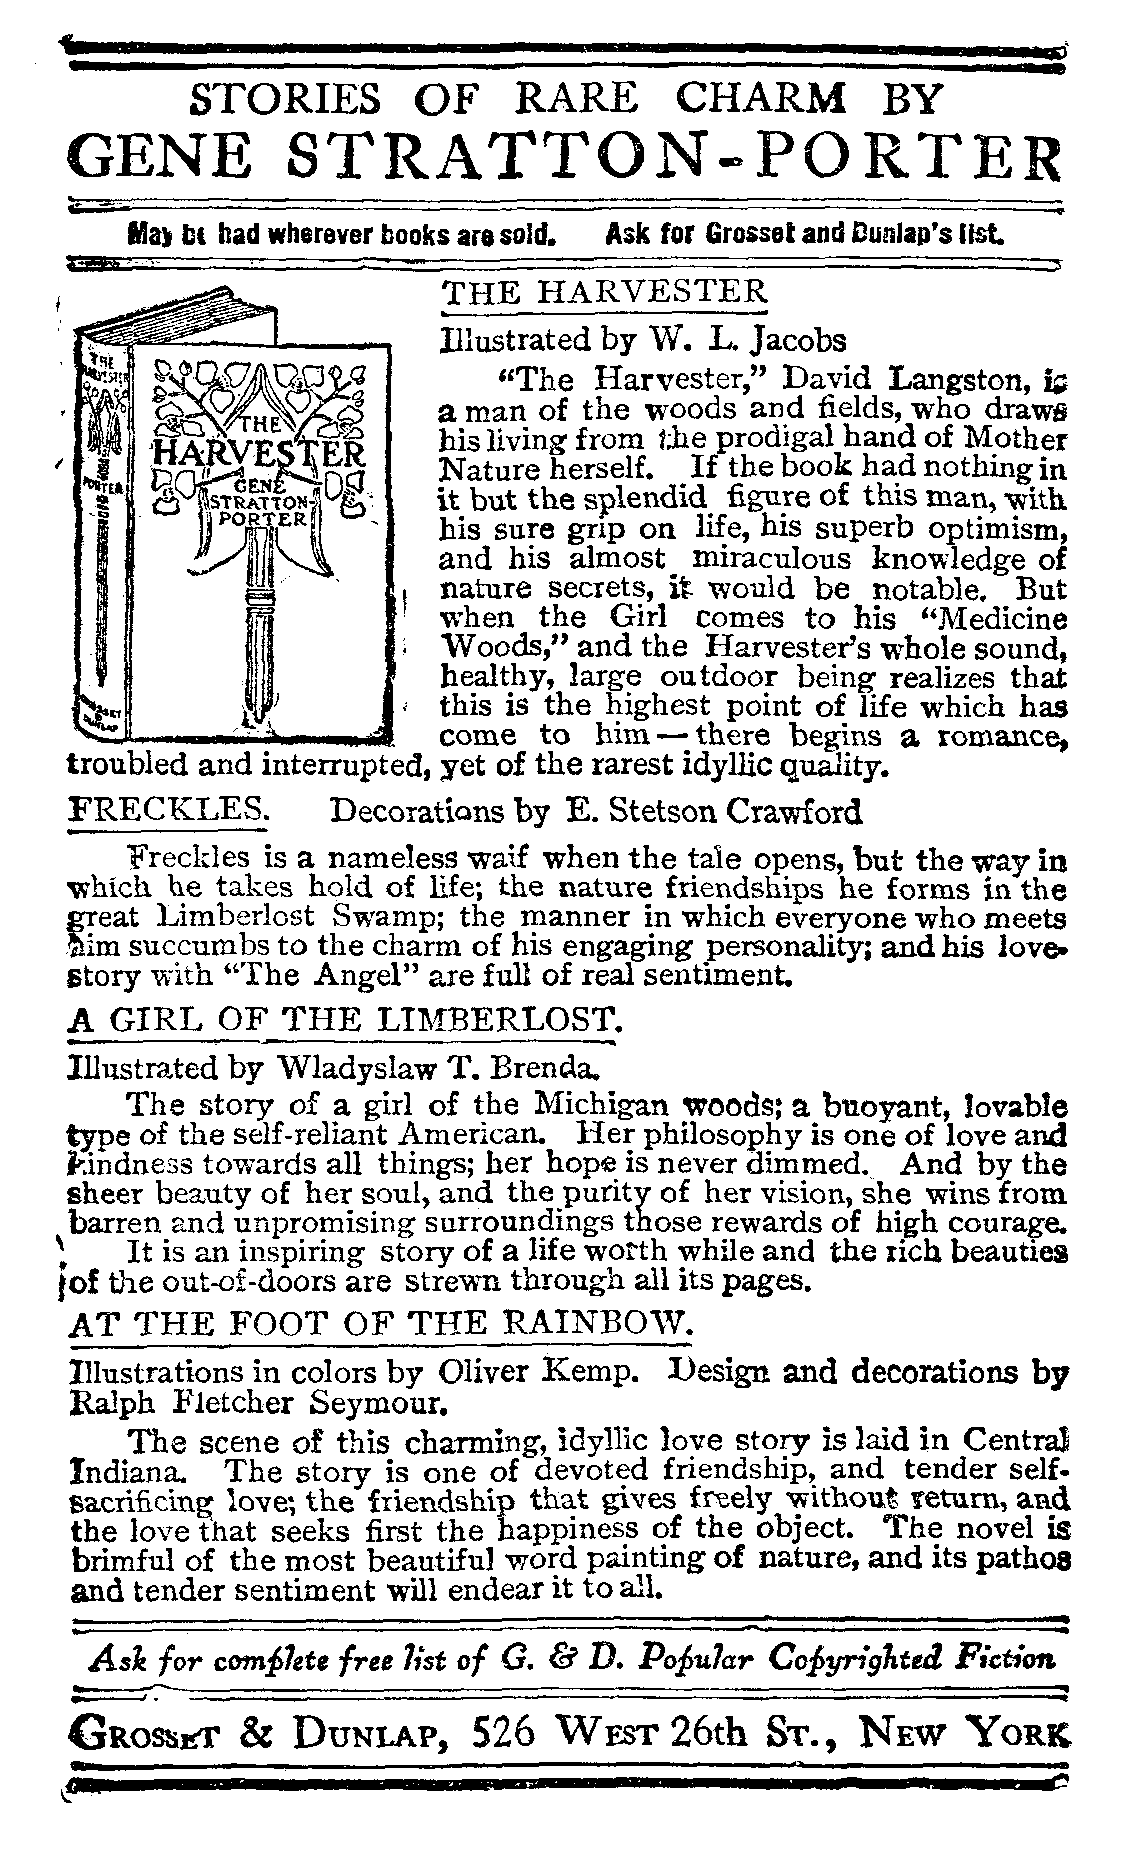 STORIES OF RARE CHARM BY
GENE STRATTON-PORTER
May be had wherever books are sold. Ask for Grosset and Dunlap's list.
THE
HARVESTER
GENE
STRATTON-
PORTER
THE
HARVESTER
PORTER
GROSSET
&
DUNLAP
THE HARVESTER
Illustrated by W. L. Jacobs
“The Harvester,” David Langston, is
a man of the woods and fields, who draws
his living from the prodigal hand of Mother
Nature herself. If the book had nothing in
it but the splendid figure of this man, with
his sure grip on life, his superb optimism,
and his almost miraculous knowledge of
nature secrets, it would be notable. But
when the Girl comes to his “Medicine
Woods,” and the Harvester’s whole sound,
healthy, large outdoor being realizes that
this is the highest point of life which has
come to him — there begins a romance,
troubled and interrupted, yet of the rarest idyllic quality.
FRECKLES. Decorations by E. Stetson Crawford
Freckles is a nameless waif when the tale opens, but the way in
which he takes hold of life; the nature friendships he forms in the
great Limberlost Swamp; the manner in which everyone who meets
him succumbs to the charm of his engaging personality; and his love-
story with “The Angel” are full of real sentiment.
A GIRL OF THE LIMBERLOST.
Illustrated by Wladyslaw T. Brenda.
The story of a girl of the Michigan woods; a buoyant, lovable
type of the self-reliant American. Her philosophy is one of love and
kindness towards all things; her hope is never dimmed. And by the
sheer beauty of her soul, and the purity of her vision, she wins from
barren and unpromising surroundings those rewards of high courage.
It is an inspiring story of a life worth while and the rich beauties
of the out-of-doors are strewn through all its pages.
AT THE FOOT OF THE RAINBOW.
Illustrations in colors by Oliver Kemp. Design and decorations by
Ralph Fletcher Seymour.
The scene of this charming, idyllic love story is laid in Central
Indiana. The story is one of devoted friendship, and tender self-
sacrificing love; the friendship that gives freely without return, and
the love that seeks first the happiness of the object. The novel is
brimful of the most beautiful word painting of nature, and its pathos
and tender sentiment will endear it to all.
Ask for complete free list of G. & D. Popular Copyrighted Fiction
GROSSET & DUNLAP, 526 WEST 26th ST., NEW YORK